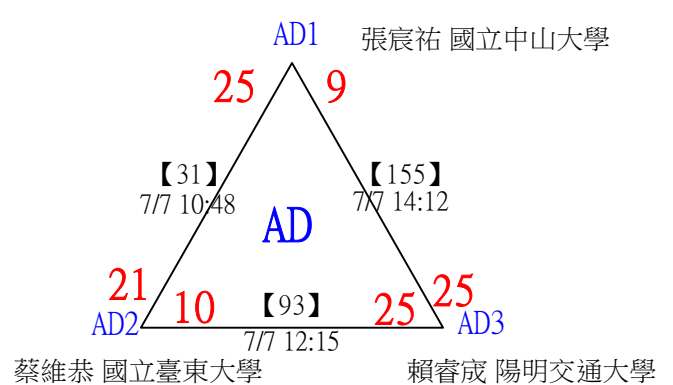 AD1
張宸祐 國立中山大學
25 9
【31】
7/7 10:48
【155】
7/7 14:12
AD
21 10
【93】
7/7 12:15
25 25
AD2
AD3
蔡維恭 國立臺東大學
賴睿宬 陽明交通大學